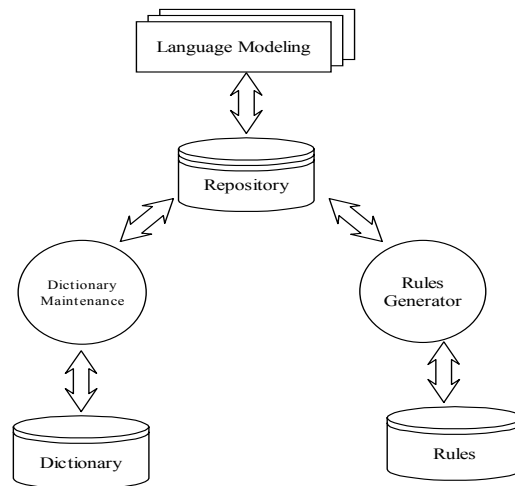 Language Modeling
Repository
Dictionary
Maintenance
Rules
Generator
Dictionary
Rules